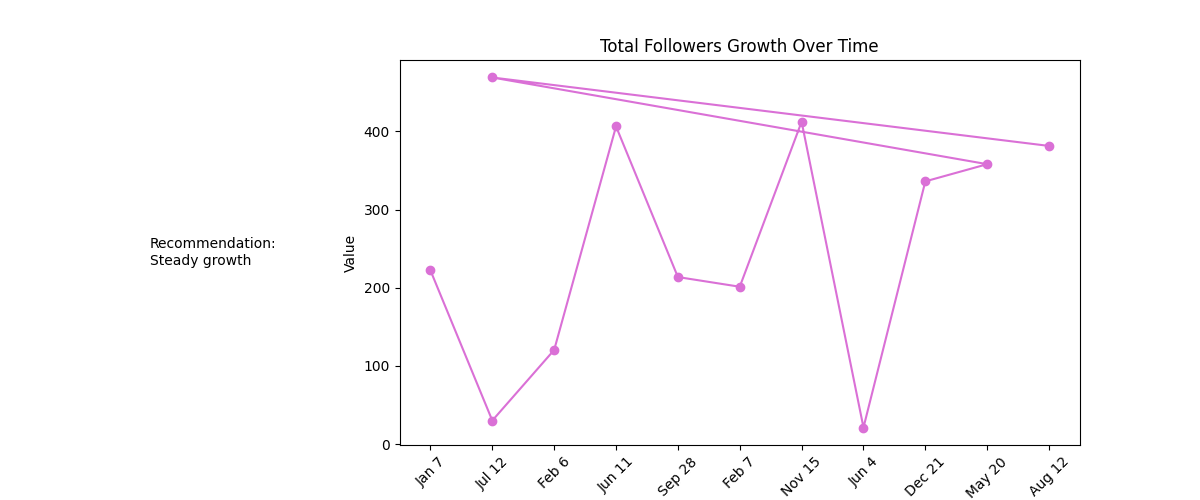 Total Followers Growth Over Time
Recommendation:
Steady growth
Value
400
300
200
100
0
Jan 7
Jul 12
Feb 6
Jun 11
Sep 28
Feb 7
Nov 15
Jun 4
Dec 21
May 20
Aug 12